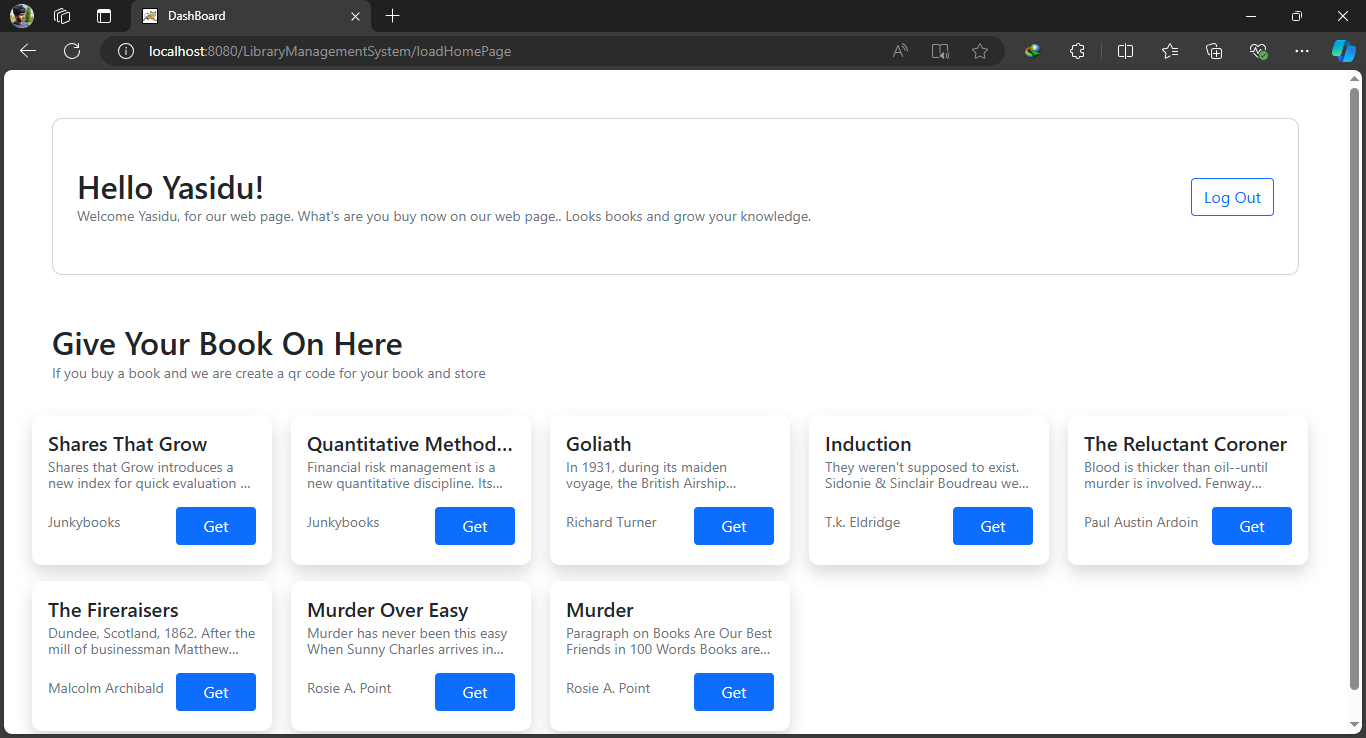 DashBoard
localhost:8080/LibraryManagementSystem/loadHomePage
Hello Yasidu!
Log Out
Welcome Yasidu, for our web page. What's are you buy now on our web page.. Looks books and grow your knowledge.
Give Your Book On Here
If you buy a book and we are create a qr code for your book and store
Shares That Grow
Shares that Grow introduces a
new index for quick evaluation ...
Junkybooks
Get
Quantitative Method...
Financial risk management is a
new quantitative discipline. Its...
Junkybooks
Get
Goliath
In 1931, during its maiden
voyage, the British Airship...
Richard Turner
Get
Induction
They weren't supposed to exist.
Sidonie & Sinclair Boudreau we...
T.k. Eldridge
Get
The Reluctant Coroner
Blood is thicker than oil--until
murder is involved. Fenway...
Paul Austin Ardoin
Get
The Fireraisers
Dundee, Scotland, 1862. After the
mill of businessman Matthew...
Malcolm Archibald
Get
Murder Over Easy
Murder has never been this easy
When Sunny Charles arrives in...
Rosie A. Point
Get
Murder
Paragraph on Books Are Our Best
Friends in 100 Words Books are...
Rosie A. Point
Get